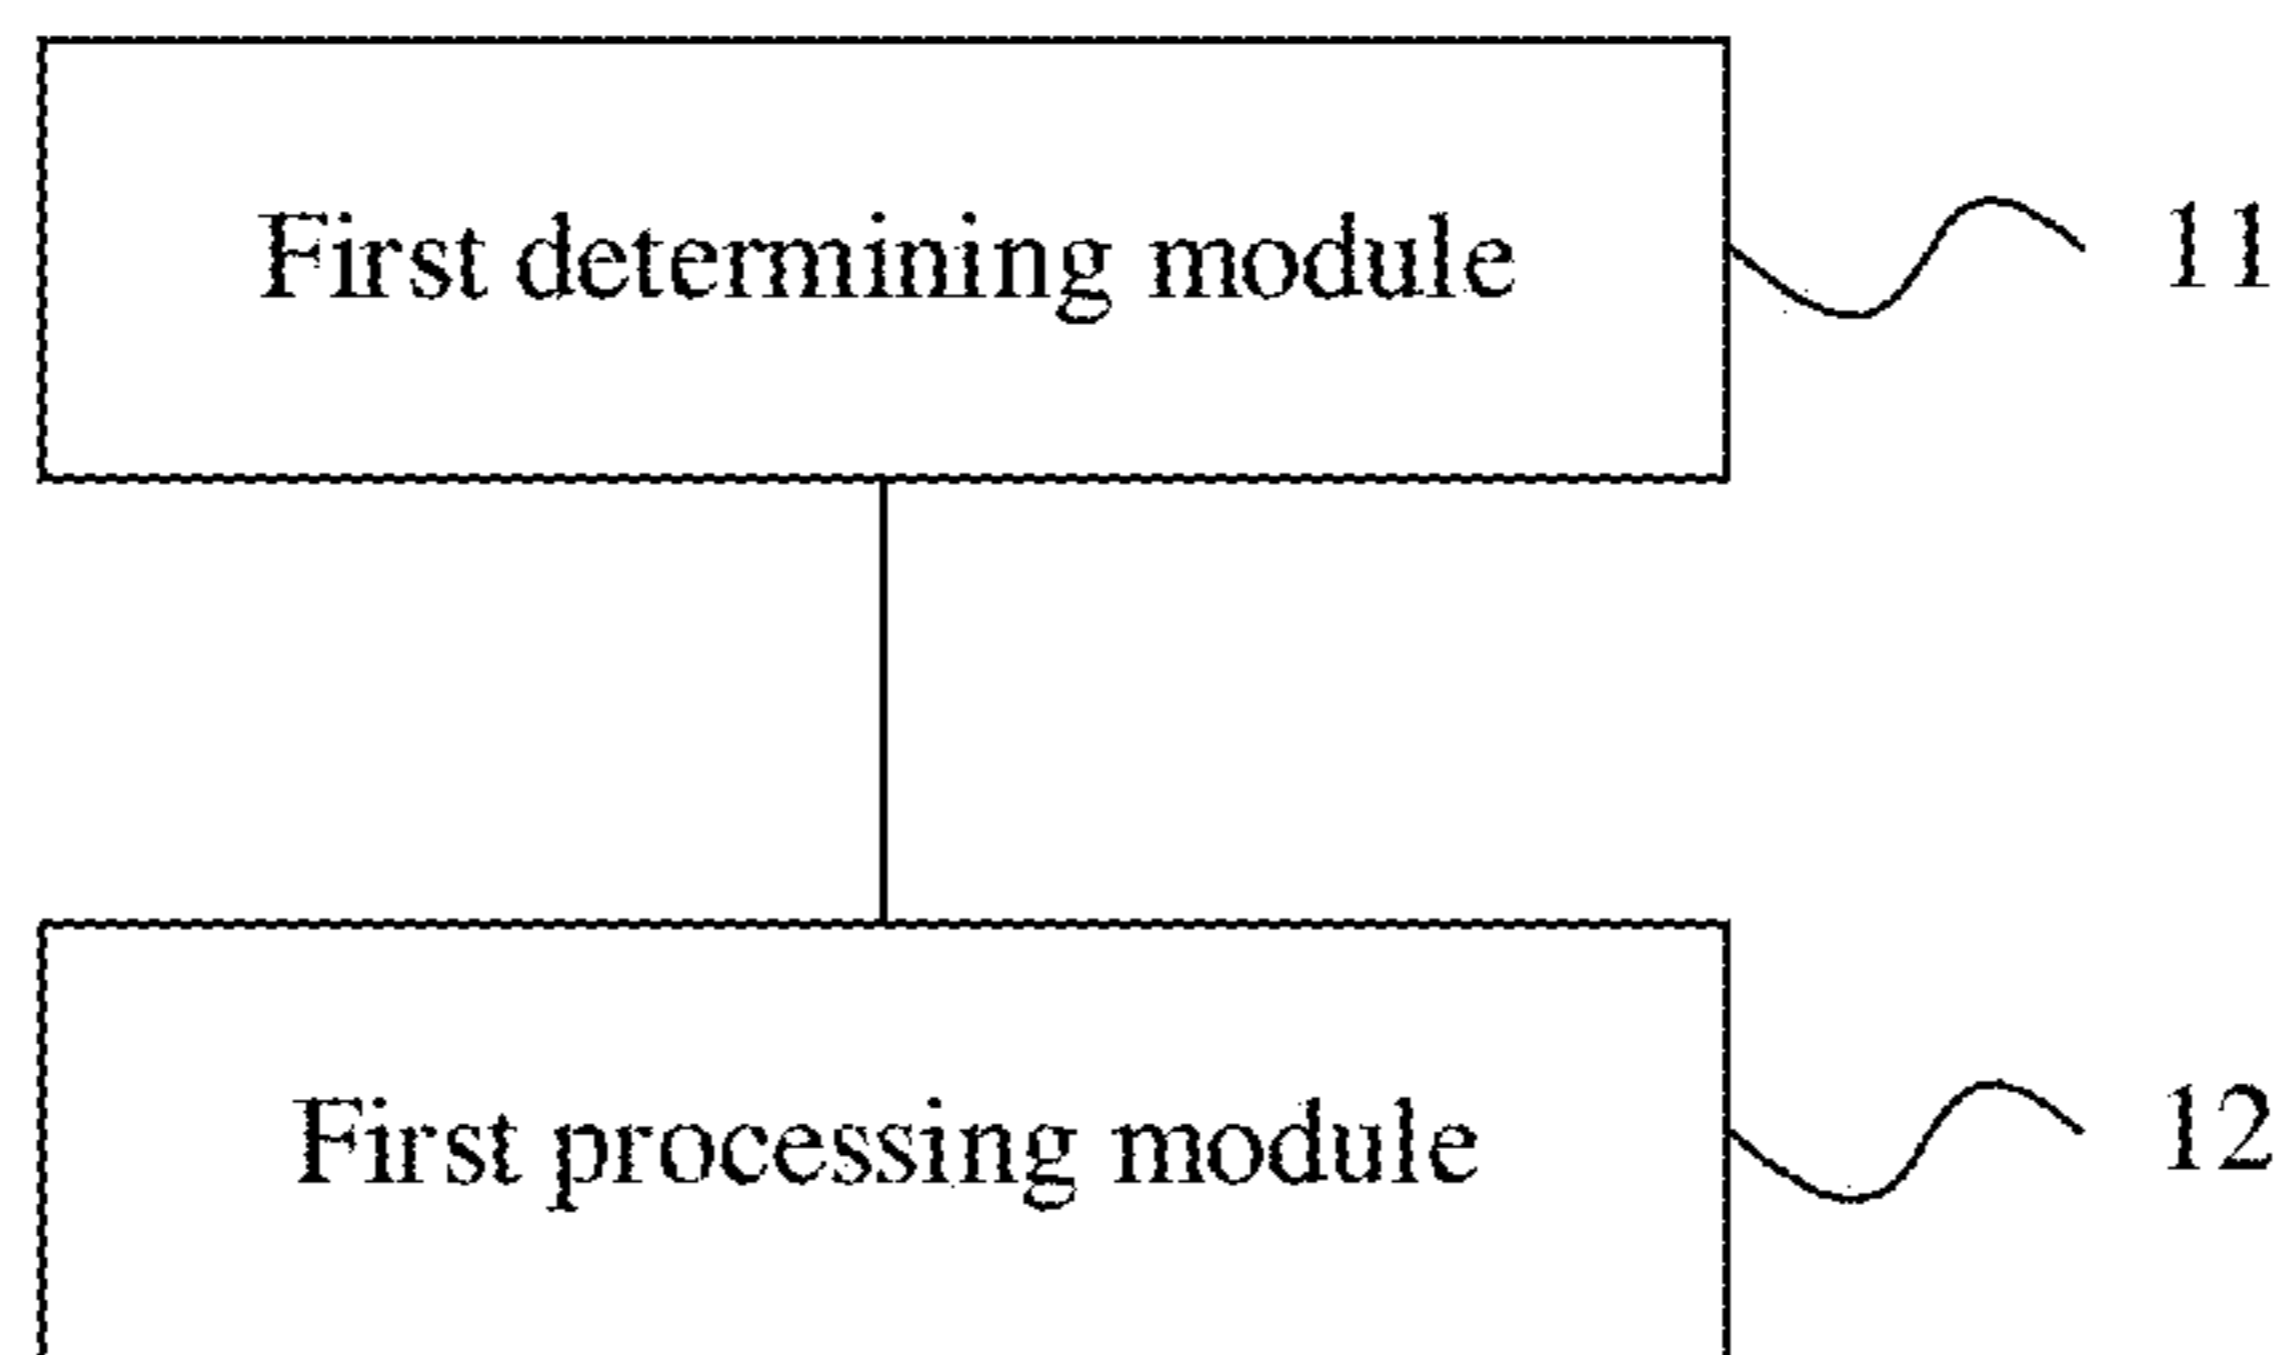 First determining module 11
First processing module 12